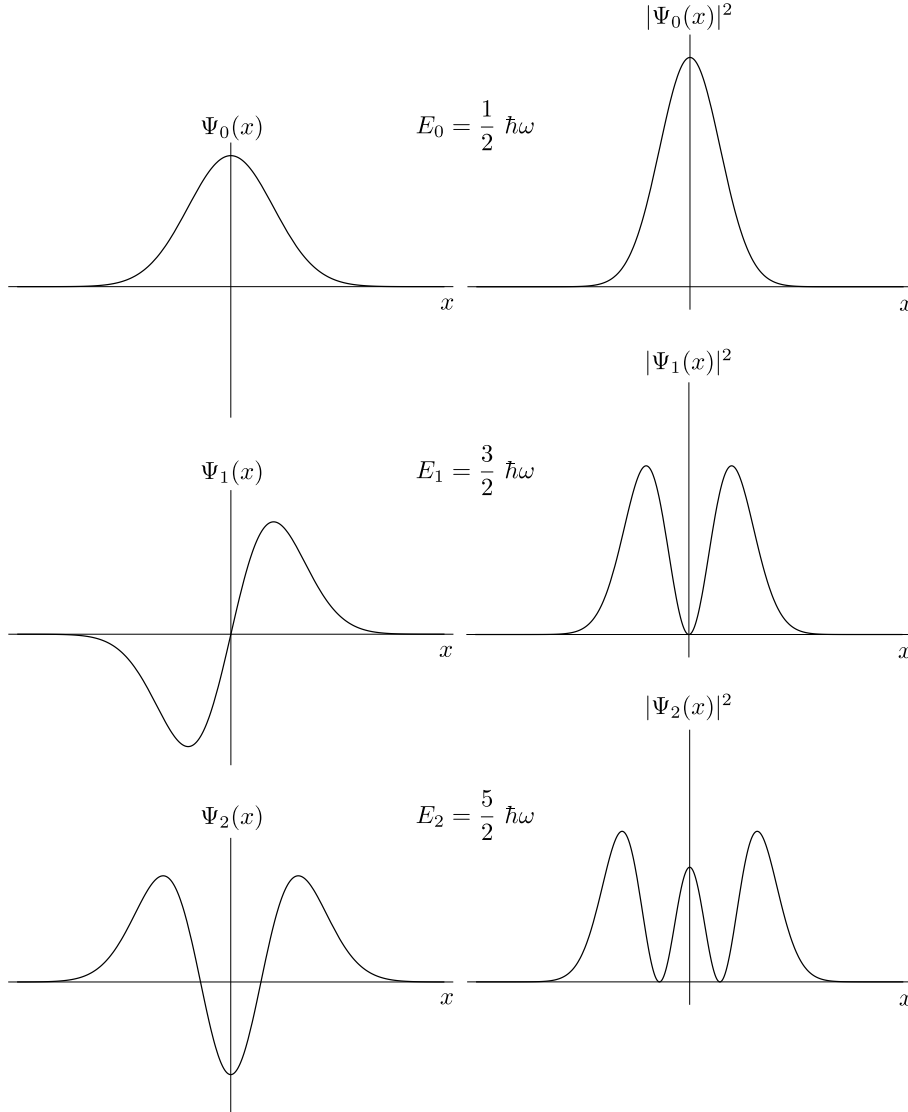 |Ψ₀(x)|²
Ψ₀(x)
E₀ = 1/2 ħω
x
x
|Ψ₁(x)|²
Ψ₁(x)
E₁ = 3/2 ħω
x
x
|Ψ₂(x)|²
Ψ₂(x)
E₂ = 5/2 ħω
x
x